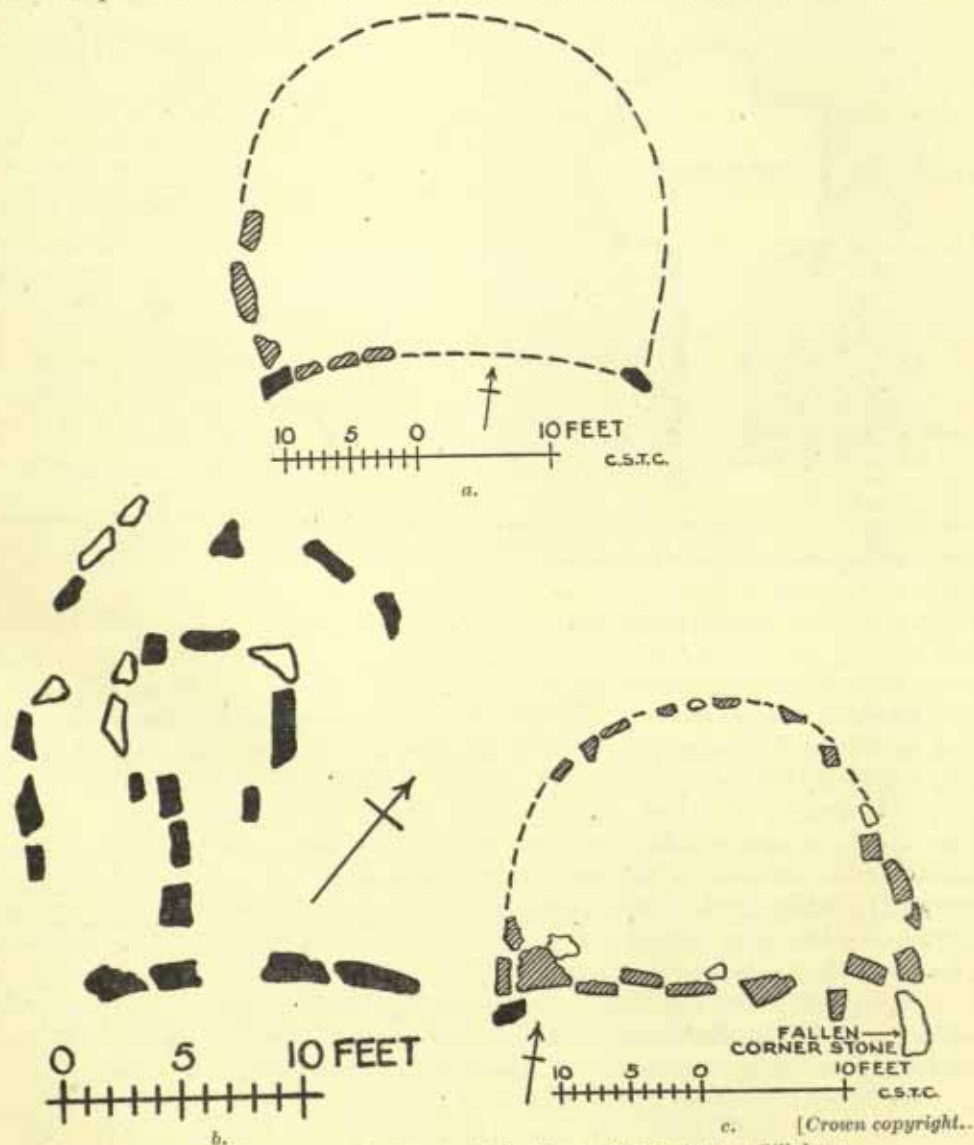 10 5 0 10 FEET
C.S.T.C.
a.
FALLEN
CORNER STONE
0 5 10 FEET
b.
10 5 0 10 FEET
C.S.T.C.
c. [Crown copyright..